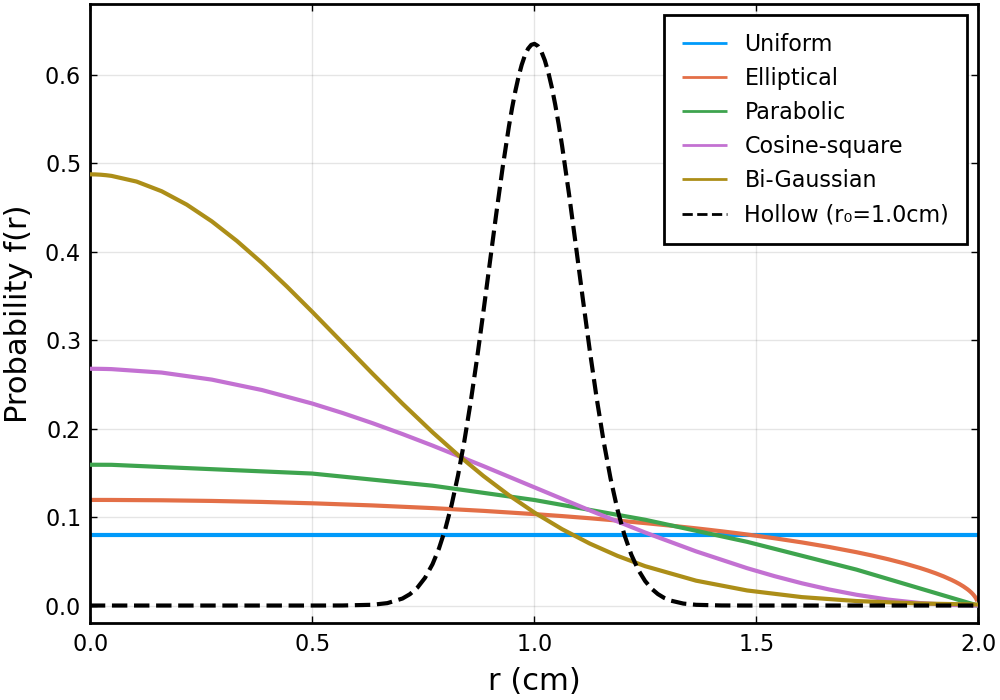 Uniform
Elliptical
Parabolic
Cosine-square
Bi-Gaussian
Hollow (r₀=1.0cm)
Probability f(r)
0.6
0.5
0.4
0.3
0.2
0.1
0.0
0.0 0.5 1.0 1.5 2.0
r (cm)